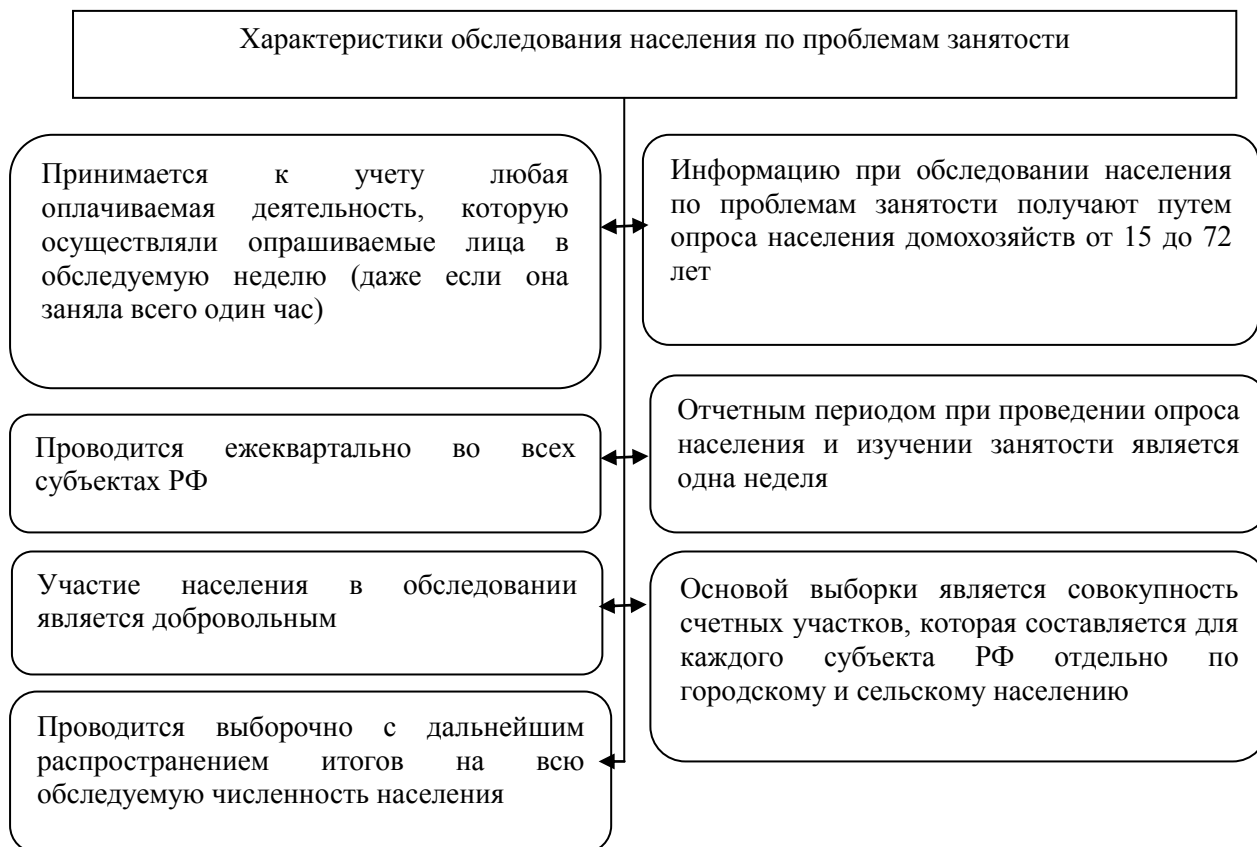 Характеристики обследования населения по проблемам занятости
Принимается к учету любая
оплачиваемая деятельность, которую
осуществляли опрашиваемые лица в
обследуемую неделю (даже если она
заняла всего один час)
Информацию при обследовании населения
по проблемам занятости получают путем
опроса населения домохозяйств от 15 до 72
лет
Проводится ежеквартально во всех
субъектах РФ
Отчетным периодом при проведении опроса
населения и изучении занятости является
одна неделя
Участие населения в обследовании
является добровольным
Основой выборки является совокупность
счетных участков, которая составляется для
каждого субъекта РФ отдельно по
городскому и сельскому населению
Проводится выборочно с дальнейшим
распространением итогов на всю
обследуемую численность населения